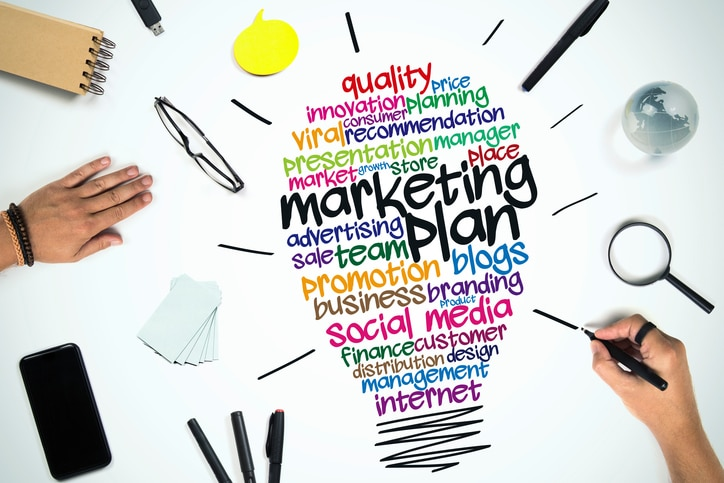 quality
price
innovation planning
consumer
viral recommendation
presentation manager
market growth store place
marketing
plan
advertising
sale team
promotion blogs
business branding
product
social media
finance customer
distribution design
management
internet